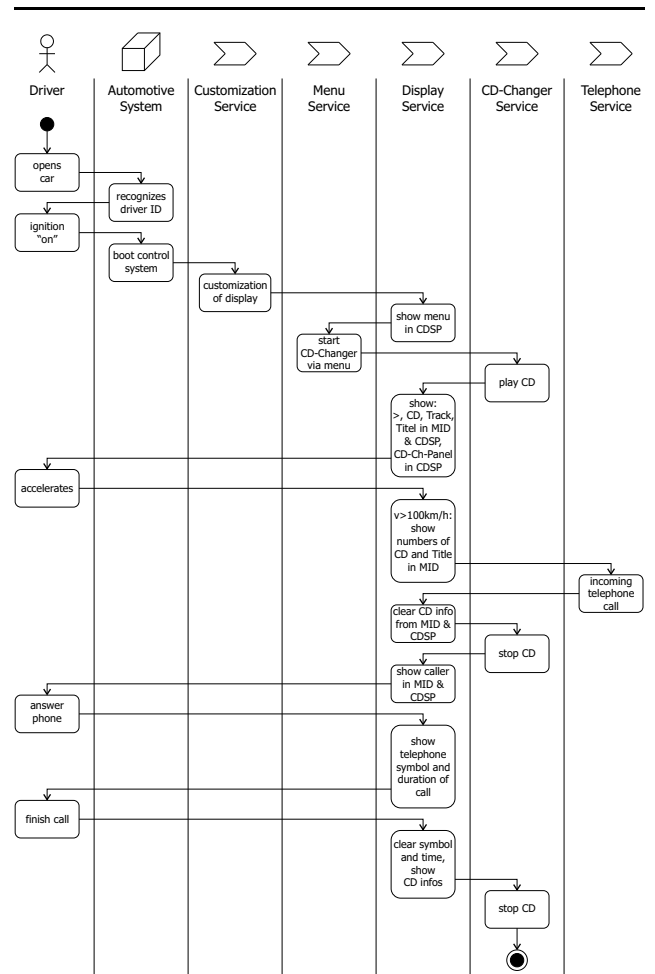 Driver
Automotive
System
Customization
Service
Menu
Service
Display
Service
CD-Changer
Service
Telephone
Service
opens
car
recognizes
driver ID
ignition
“on”
boot control
system
customization
of display
show menu
in CDSP
start
CD-Changer
via menu
play CD
show:
>, CD, Track,
Titel in MID
& CDSP,
CD-Ch-Panel
in CDSP
accelerates
v>100km/h:
show
numbers of
CD and Title
in MID
incoming
telephone
call
clear CD info
from MID &
CDSP
stop CD
show caller
in MID &
CDSP
answer
phone
show
telephone
symbol and
duration of
call
finish call
clear symbol
and time,
show
CD infos
stop CD